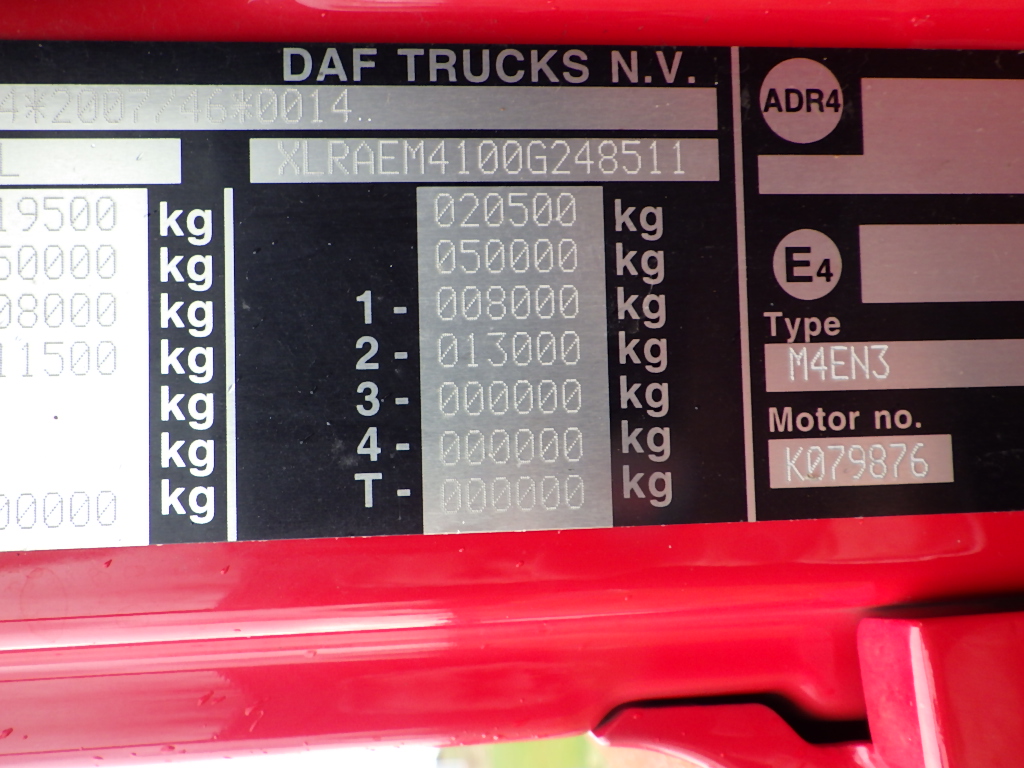 DAF TRUCKS N.V.
4*2007/46*0014
L XLRAEM4100G248511
19500 kg 020500 kg
50000 kg 050000 kg
08000 kg 1 - 008000 kg
11500 kg 2 - 013000 kg
kg 3 - 000000 kg
kg 4 - 000000 kg
00000 kg T - 000000 kg
ADR4
E4
Type
M4EN3
Motor no.
K079876